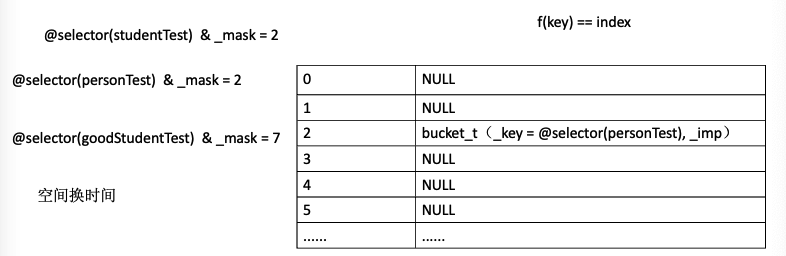 f(key) == index
@selector(studentTest) & _mask = 2
@selector(personTest) & _mask = 2
@selector(goodStudentTest) & _mask = 7
空间换时间
0 NULL
1 NULL
2 bucket_t（_key = @selector(personTest), _imp）
3 NULL
4 NULL
5 NULL
...... ......